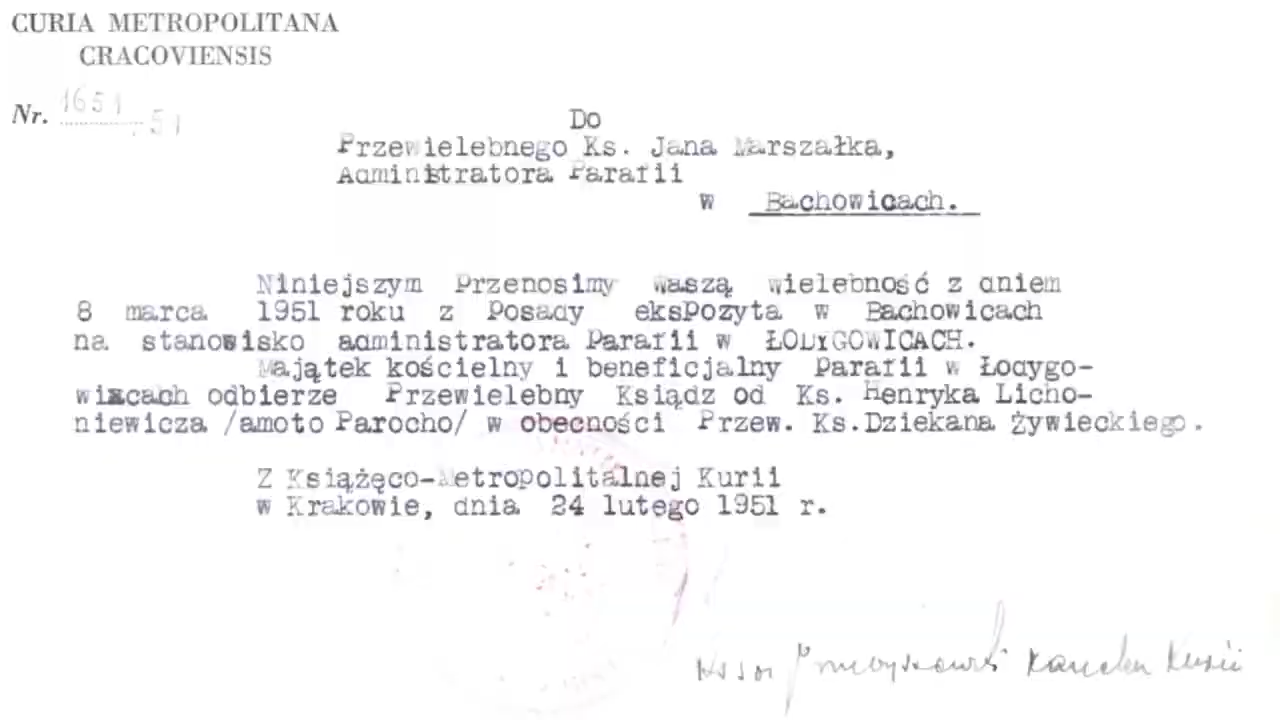 CURIA METROPOLITANA
CRACOVIENSIS
Nr. 1651 51
Do
Przewielebnego Ks. Jana Marszałka,
Administratora Parafii
w Bachowicach.
Niniejszym Przenosimy Waszą Wielebność z dniem
8 marca 1951 roku z Posady eksPozyta w Bachowicach
na stanowisko administratora Parafii w ŁODYGOWICACH.
Majątek kościelny i beneficjalny Parafii w Łodygo-
wicach odbierze Przewielebny Ksiądz od Ks. Henryka Licho-
niewicza /amoto Parocho/ w obecności Przew. Ks.Dziekana Żywieckiego.
Z Książęco-Metropolitalnej Kurii
w Krakowie, dnia 24 lutego 1951 r.
Kurii